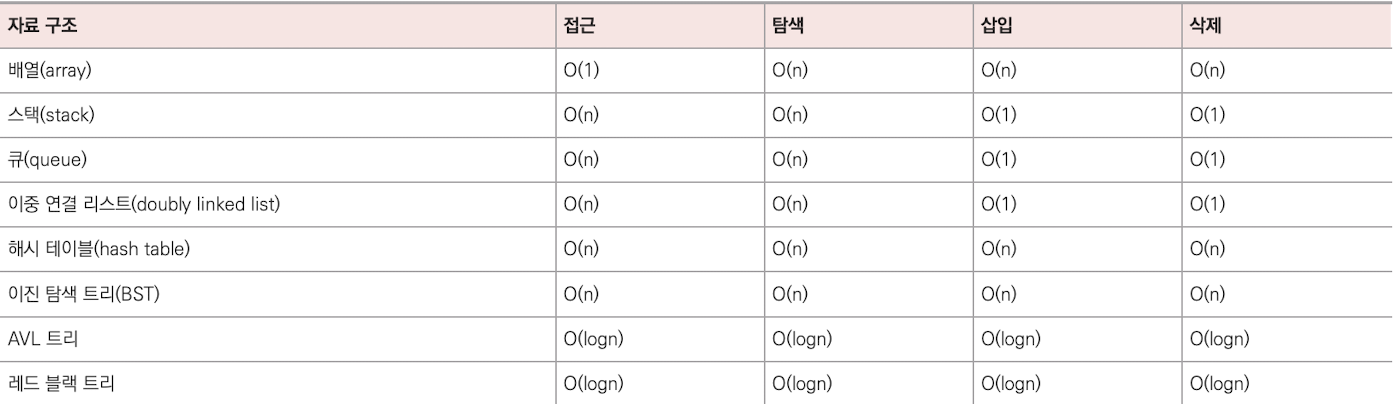 자료 구조 접근 탐색 삽입 삭제
배열(array) O(1) O(n) O(n) O(n)
스택(stack) O(n) O(n) O(1) O(1)
큐(queue) O(n) O(n) O(1) O(1)
이중 연결 리스트(doubly linked list) O(n) O(n) O(1) O(1)
해시 테이블(hash table) O(n) O(n) O(n) O(n)
이진 탐색 트리(BST) O(n) O(n) O(n) O(n)
AVL 트리 O(logn) O(logn) O(logn) O(logn)
레드 블랙 트리 O(logn) O(logn) O(logn) O(logn)